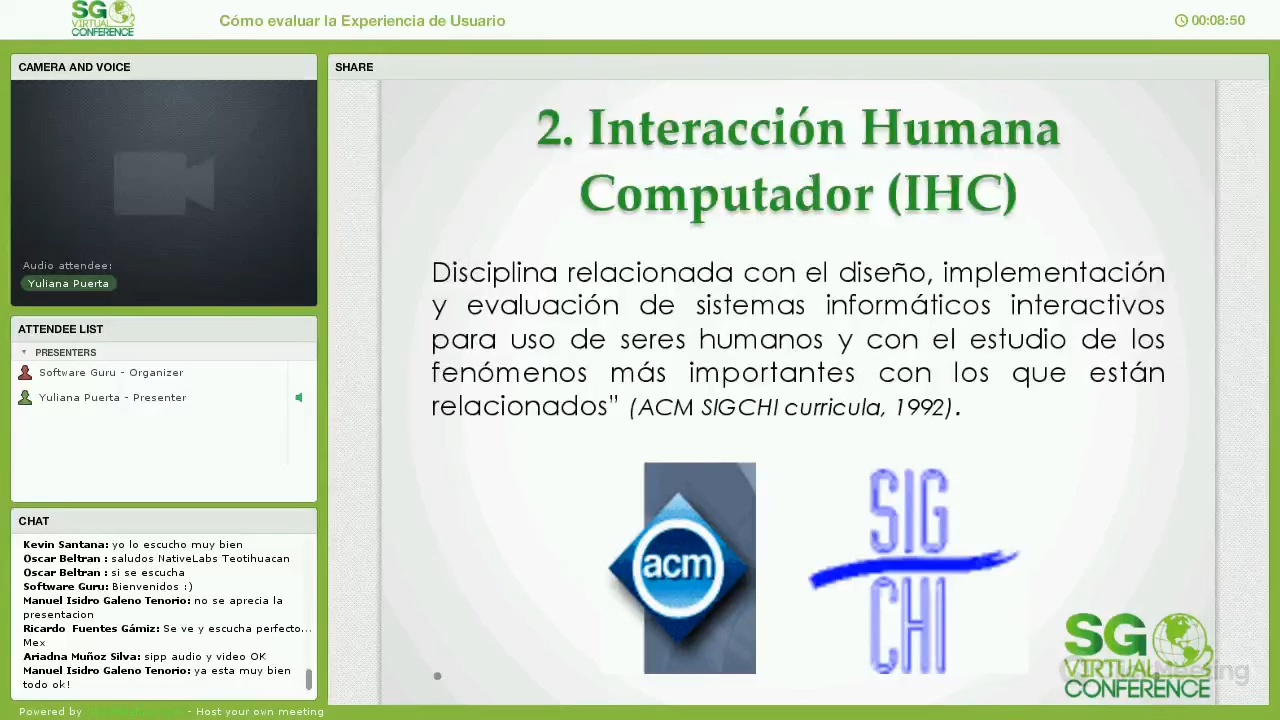 SG
VIRTUAL
CONFERENCE
Cómo evaluar la Experiencia de Usuario
00:08:50
CAMERA AND VOICE
Audio attendee:
Yuliana Puerta
ATTENDEE LIST
PRESENTERS
Software Guru - Organizer
Yuliana Puerta - Presenter
CHAT
Kevin Santana: yo lo escucho muy bien
Oscar Beltran : saludos NativeLabs Teotihuacan
Oscar Beltran : si se escucha
Software Guru: Bienvenidos :)
Manuel Isidro Galeno Tenorio: no se aprecia la
presentacion
Ricardo Fuentes Gámiz: Se ve y escucha perfecto...
Mex
Ariadna Muñoz Silva: sipp audio y video OK
Manuel Isidro Galeno Tenorio: ya esta muy bien
todo ok!
Powered by - Host your own meeting
SHARE
2. Interacción Humana
Computador (IHC)
Disciplina relacionada con el diseño, implementación
y evaluación de sistemas informáticos interactivos
para uso de seres humanos y con el estudio de los
fenómenos más importantes con los que están
relacionados” (ACM SIGCHI curricula, 1992).
acm
SIG
CHI
SG
VIRTUAL
CONFERENCE